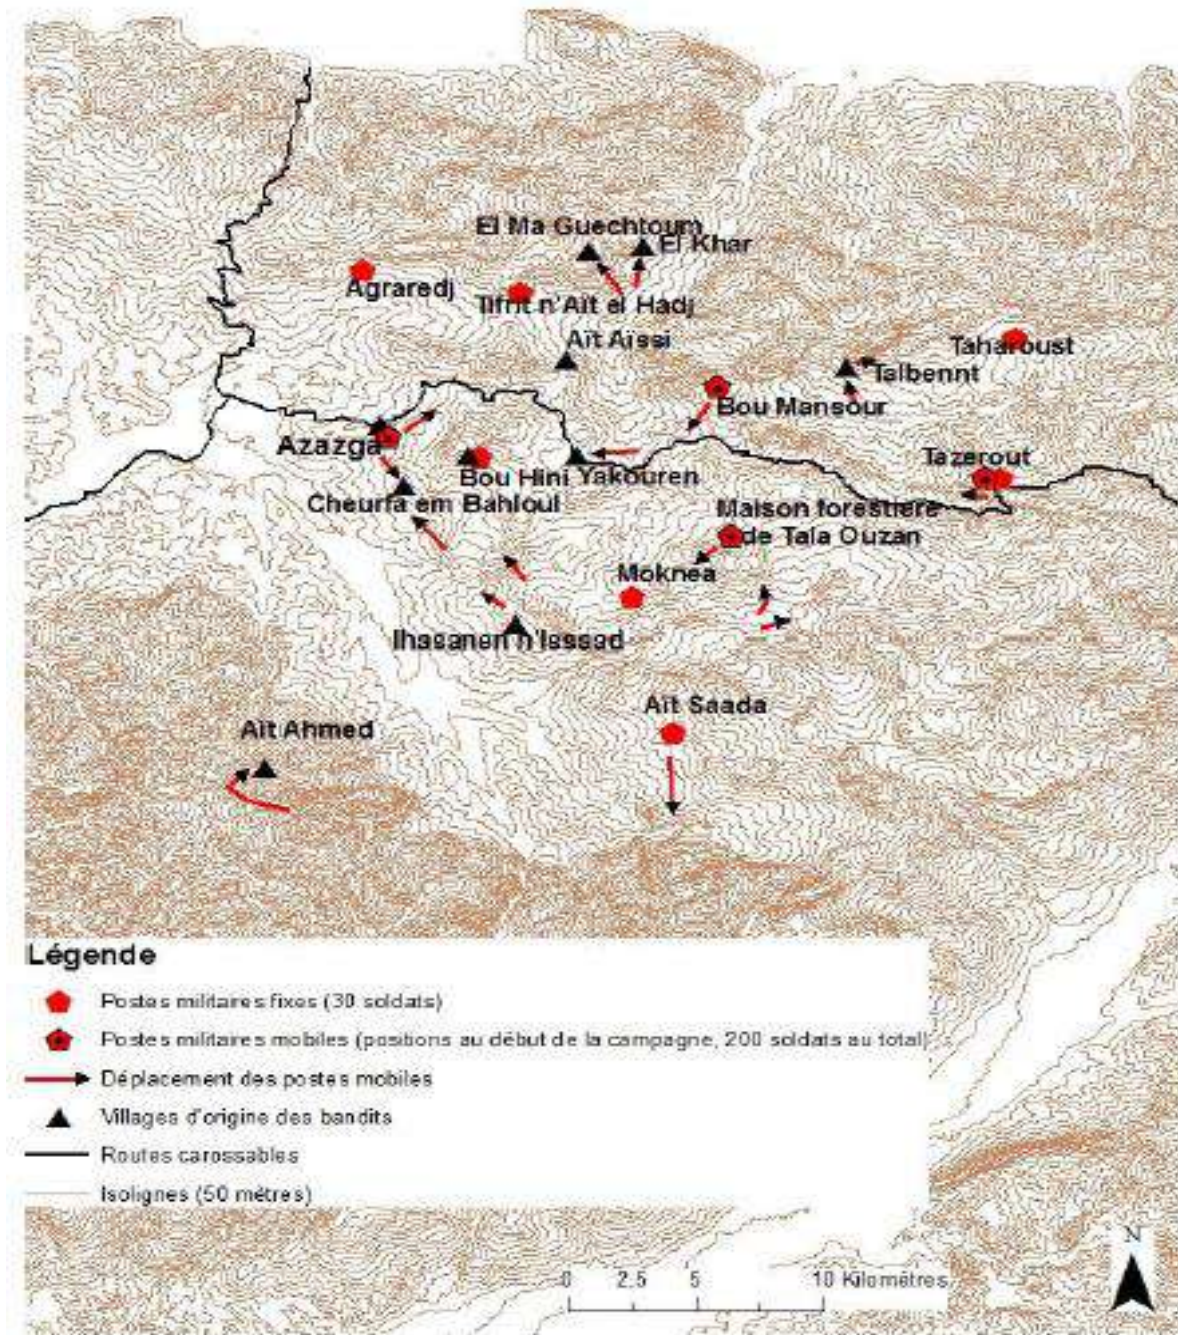 El Ma Guechtoum
El Khar
Agraredj
Tifrit n'Aït el Hadj
Aït Aïssi
Taharoust
Talbennt
Bou Mansour
Azazga
Bou Hini
Yakouren
Tazerout
Cheurfa em Bahloul
Maison forestière
de Tala Ouzan
Moknea
Ihasanen n'Issad
Aït Saada
Aït Ahmed
Légende
Postes militaires fixes (30 soldats)
Postes militaires mobiles (positions au début de la campagne, 200 soldats au total)
Déplacement des postes mobiles
Villages d'origine des bandits
Routes carossables
Isolignes (50 mètres)
N
0 2.5 5 10 Kilomètres